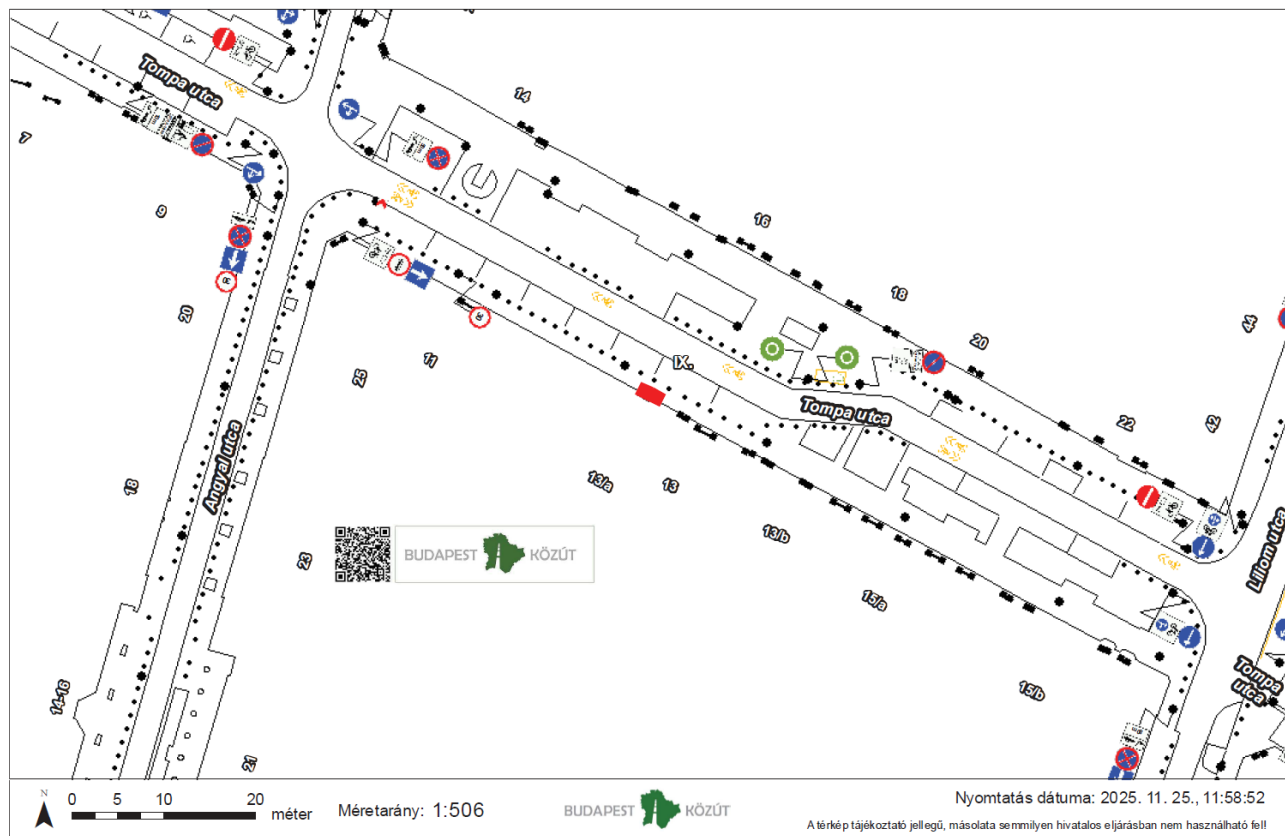 14
Tompa utca
7
16
9
18
20
44
20
11
IX.
25
Tompa utca
22
42
Angyal utca
18
13/a
13
13/b
BUDAPEST KÖZÚT
Liliom utca
23
15/a
Tompa
utca
14-16
15/b
21
N
0 5 10 20
méter
Méretarány: 1:506
BUDAPEST KÖZÚT
Nyomtatás dátuma: 2025. 11. 25., 11:58:52
A térkép tájékoztató jellegű, másolata semmilyen hivatalos eljárásban nem használható fel!